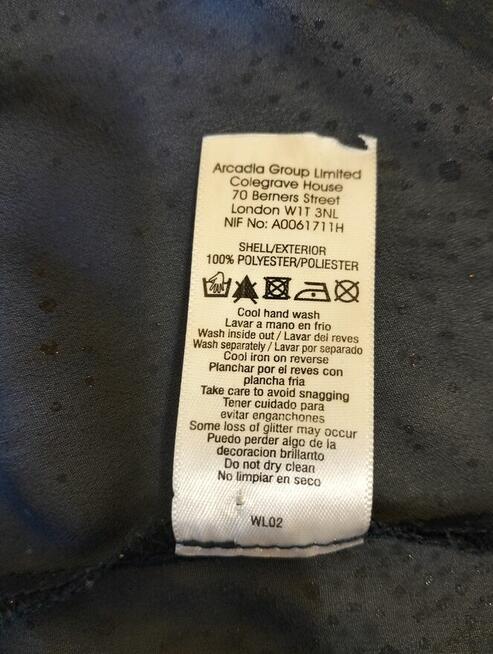 Arcadia Group Limited
Colegrave House
70 Berners Street
London W1T 3NL
NIF No: A0061711H
SHELL/EXTERIOR
100% POLYESTER/POLIESTER
Cool hand wash
Lavar a mano en frio
Wash inside out / Lavar del reves
Wash separately / Lavar por separado
Cool iron on reverse
Planchar por el reves con
plancha fria
Take care to avoid snagging
Tener cuidado para
evitar enganchones
Some loss of glitter may occur
Puedo perder algo de la
decoracion brillanto
Do not dry clean
No limpiar en seco
WL02